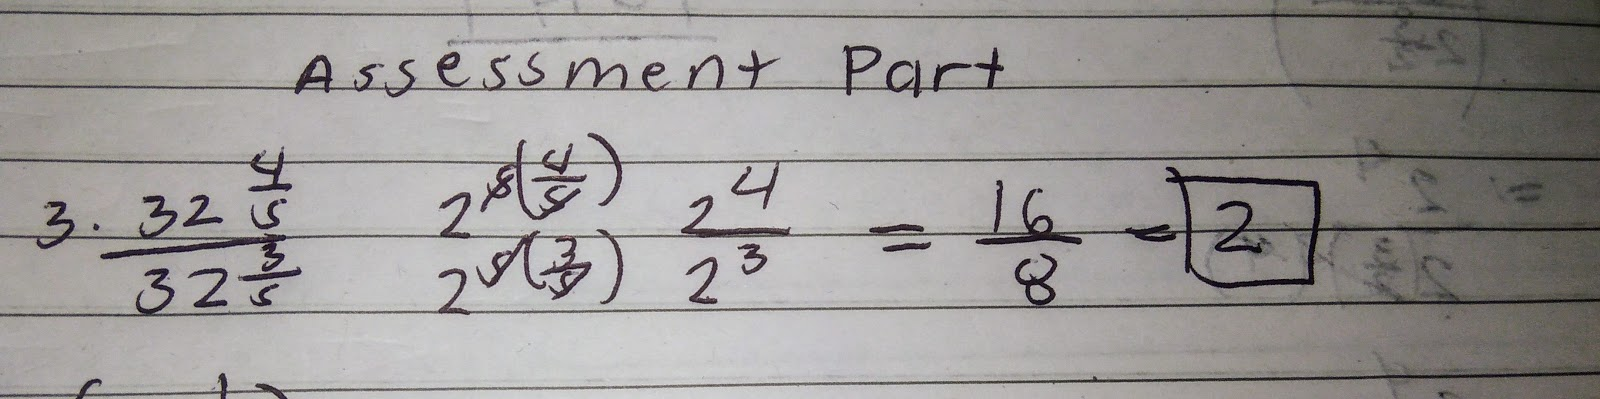 Assessment Part
3. 32^(4/5) / 32^(3/5) 2^5(4/5) / 2^5(3/5) 2^4 / 2^3 = 16/8 = 2